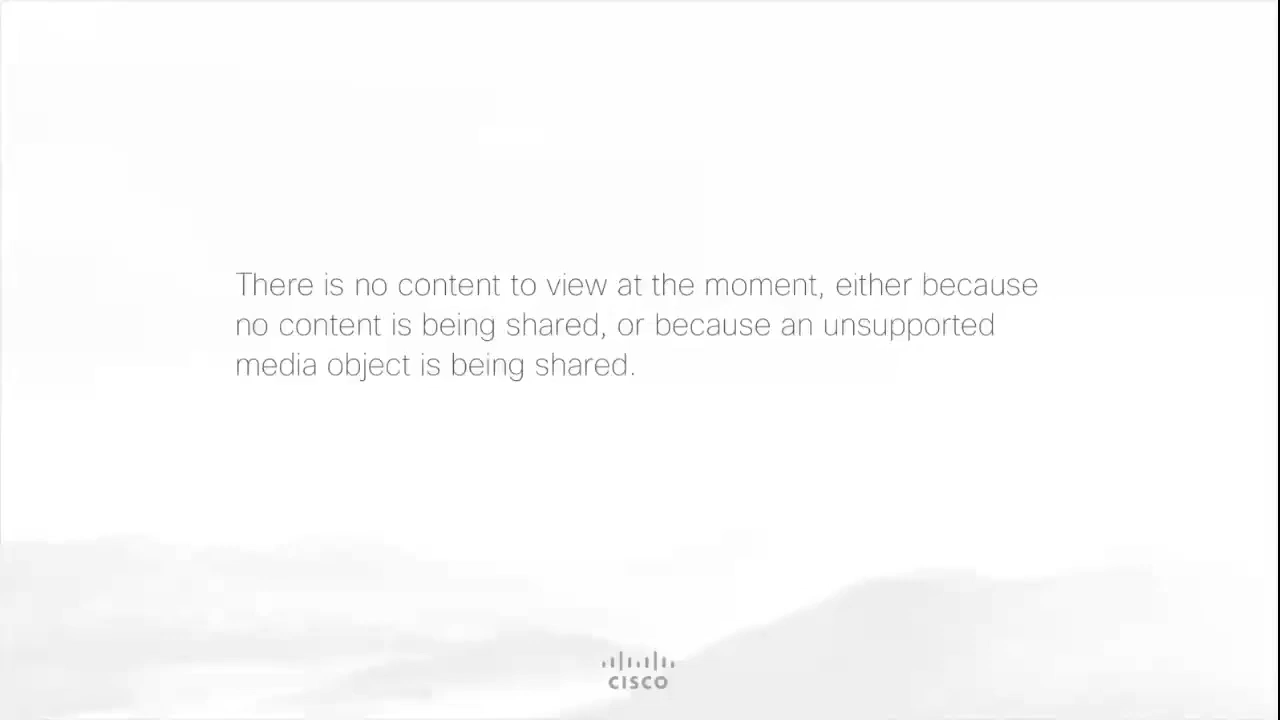 There is no content to view at the moment, either because
no content is being shared, or because an unsupported
media object is being shared.
CISCO